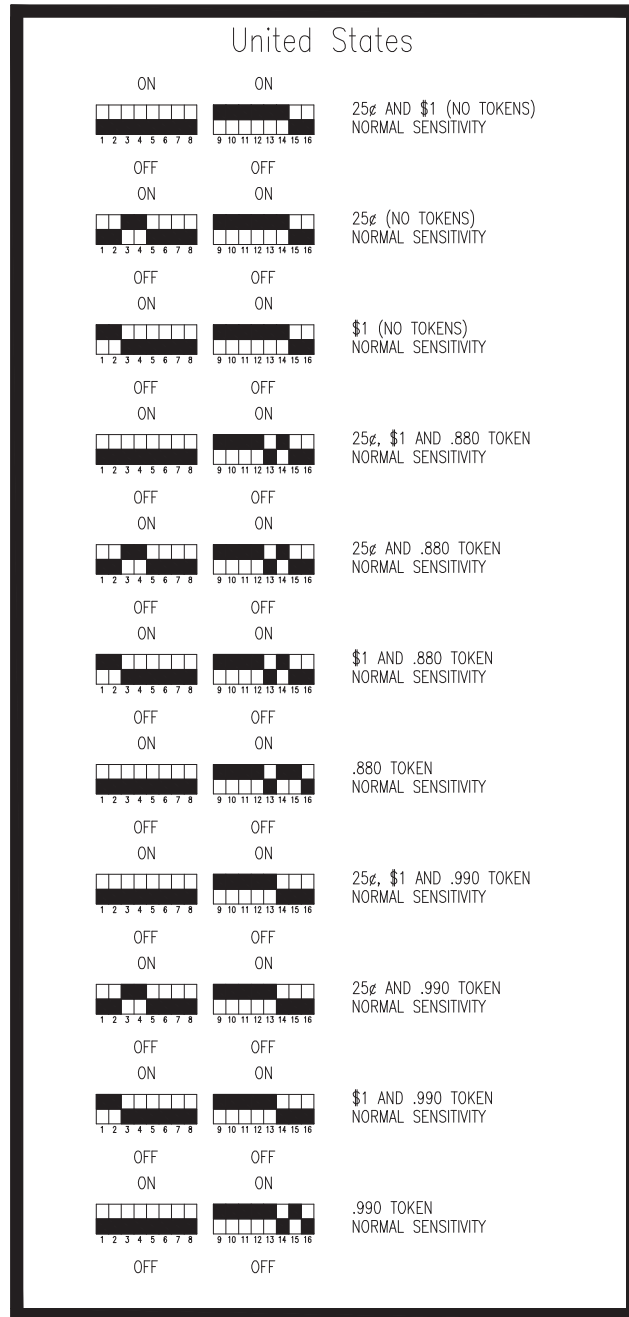 United States
ON ON
25¢ AND $1 (NO TOKENS)
NORMAL SENSITIVITY
1 2 3 4 5 6 7 8 9 10 11 12 13 14 15 16
OFF OFF
ON ON
25¢ (NO TOKENS)
NORMAL SENSITIVITY
1 2 3 4 5 6 7 8 9 10 11 12 13 14 15 16
OFF OFF
ON ON
$1 (NO TOKENS)
NORMAL SENSITIVITY
1 2 3 4 5 6 7 8 9 10 11 12 13 14 15 16
OFF OFF
ON ON
25¢, $1 AND .880 TOKEN
NORMAL SENSITIVITY
1 2 3 4 5 6 7 8 9 10 11 12 13 14 15 16
OFF OFF
ON ON
25¢ AND .880 TOKEN
NORMAL SENSITIVITY
1 2 3 4 5 6 7 8 9 10 11 12 13 14 15 16
OFF OFF
ON ON
$1 AND .880 TOKEN
NORMAL SENSITIVITY
1 2 3 4 5 6 7 8 9 10 11 12 13 14 15 16
OFF OFF
ON ON
.880 TOKEN
NORMAL SENSITIVITY
1 2 3 4 5 6 7 8 9 10 11 12 13 14 15 16
OFF OFF
ON ON
25¢, $1 AND .990 TOKEN
NORMAL SENSITIVITY
1 2 3 4 5 6 7 8 9 10 11 12 13 14 15 16
OFF OFF
ON ON
25¢ AND .990 TOKEN
NORMAL SENSITIVITY
1 2 3 4 5 6 7 8 9 10 11 12 13 14 15 16
OFF OFF
ON ON
$1 AND .990 TOKEN
NORMAL SENSITIVITY
1 2 3 4 5 6 7 8 9 10 11 12 13 14 15 16
OFF OFF
ON ON
.990 TOKEN
NORMAL SENSITIVITY
1 2 3 4 5 6 7 8 9 10 11 12 13 14 15 16
OFF OFF